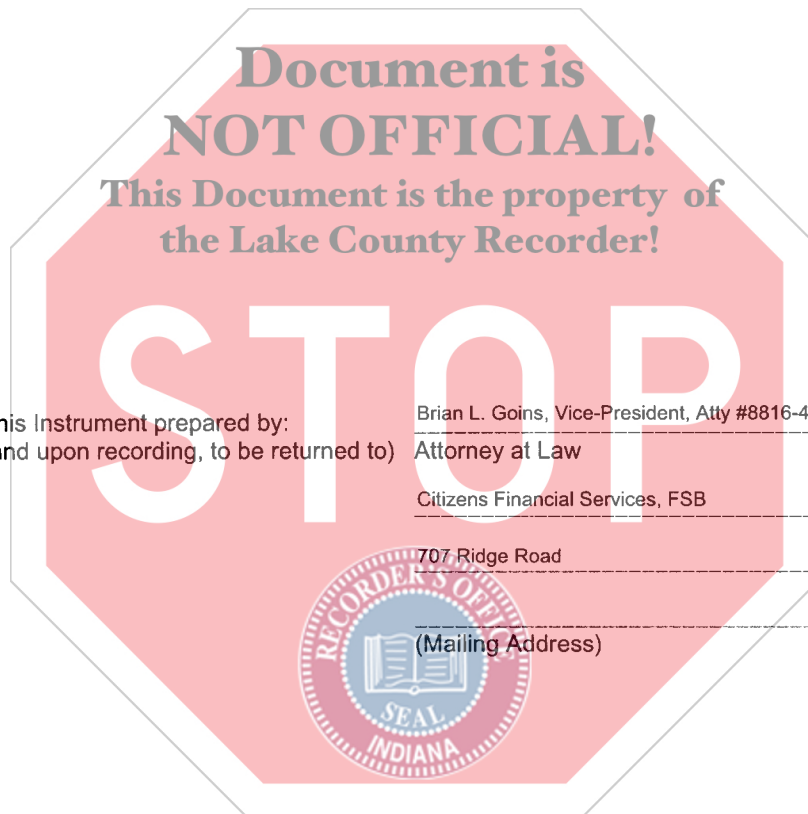 Document is
NOT OFFICIAL!
This Document is the property of
the Lake County Recorder!
STOP
his Instrument prepared by: Brian L. Goins, Vice-President, Atty #8816-4
nd upon recording, to be returned to) Attorney at Law
Citizens Financial Services, FSB
707 Ridge Road
(Mailing Address)
RECORDER'S OFFICE
SEAL
INDIANA